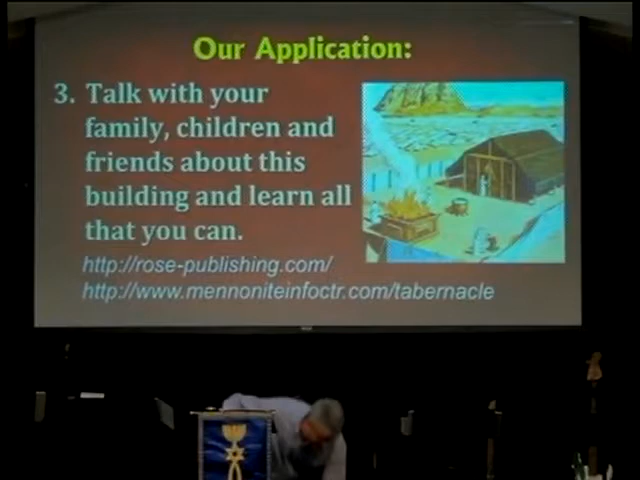 Our Application:
3. Talk with your
family, children and
friends about this
building and learn all
that you can.
http://rose-publishing.com/
http://www.mennoniteinfoctr.com/tabernacle